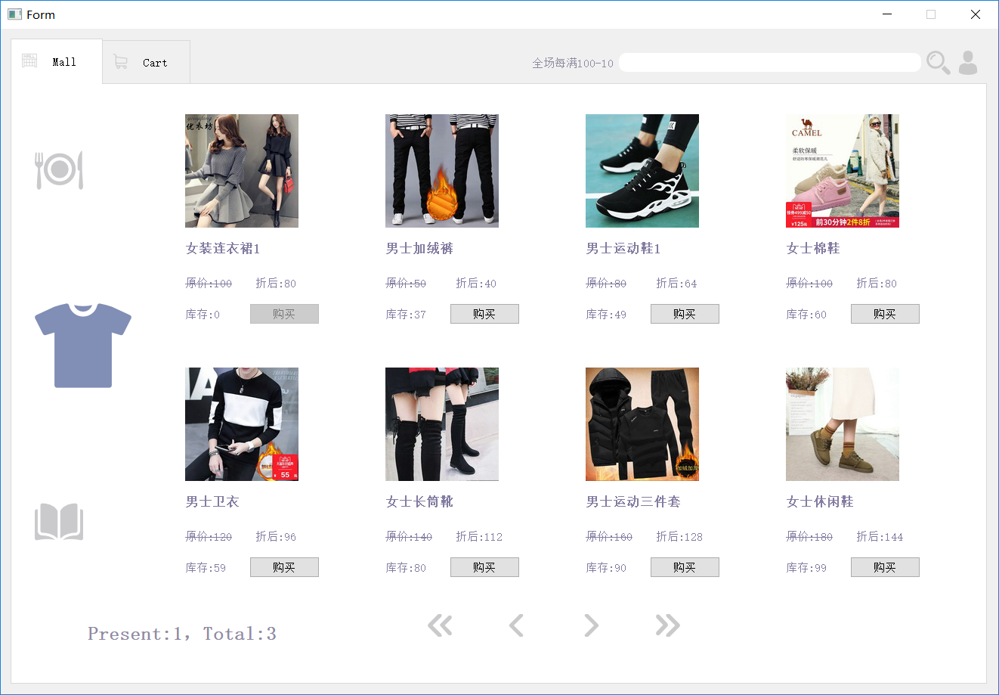 Form
Mall
Cart
全场每满100-10
优衣坊
CAMEL
柔软保暖
¥125元
前30分钟2件8折
女装连衣裙1
男士加绒裤
男士运动鞋1
女士棉鞋
原价:100 折后:80
原价:50 折后:40
原价:80 折后:64
原价:100 折后:80
库存:0 购买
库存:37 购买
库存:49 购买
库存:60 购买
55
男士卫衣
女士长筒靴
男士运动三件套
女士休闲鞋
原价:120 折后:96
原价:140 折后:112
原价:160 折后:128
原价:180 折后:144
库存:59 购买
库存:80 购买
库存:90 购买
库存:99 购买
Present:1, Total:3